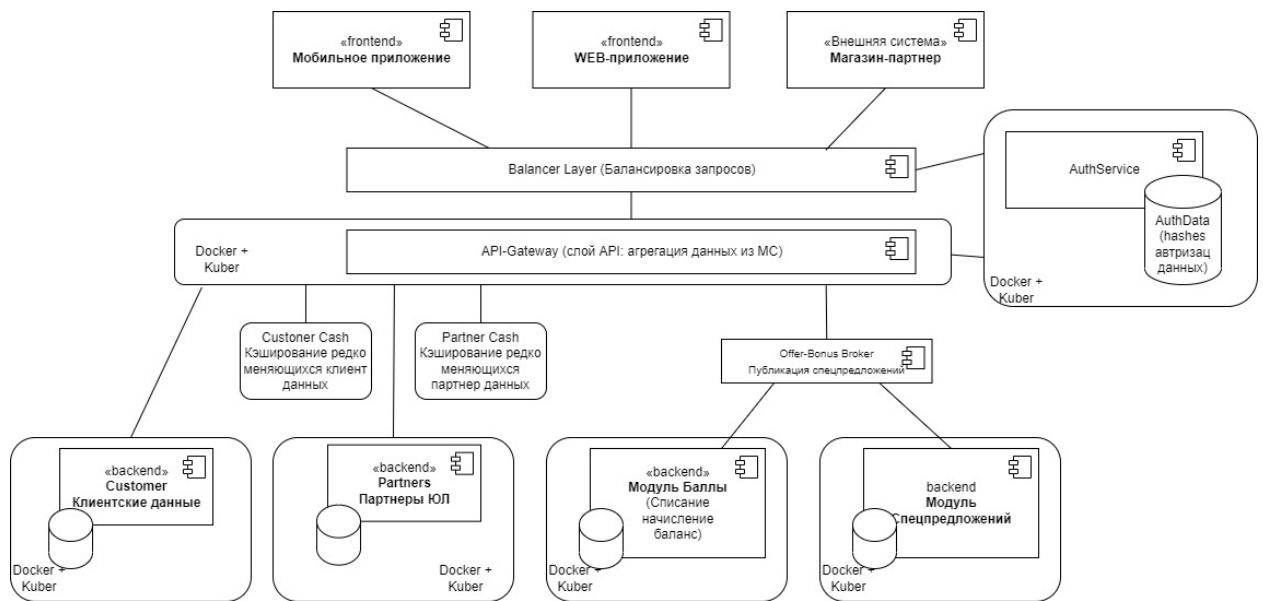 «frontend»
Мобильное приложение
«frontend»
WEB-приложение
«Внешняя система»
Магазин-партнер
Balancer Layer (Балансировка запросов)
AuthService
AuthData
(hashes
автризац
данных)
Docker +
Kuber
Docker +
Kuber
API-Gateway (слой API: агрегация данных из МС)
Custoner Cash
Кэширование редко
меняющихся клиент
данных
Partner Cash
Кэширование редко
меняющихся
партнер данных
Offer-Bonus Broker
Публикация спецпредложений
«backend»
Customer
Клиентские данные
Docker +
Kuber
«backend»
Partners
Партнеры ЮЛ
Docker +
Kuber
«backend»
Модуль Баллы
(Списание
начисление
баланс)
Docker +
Kuber
backend
Модуль
Спецпредложений
Docker +
Kuber